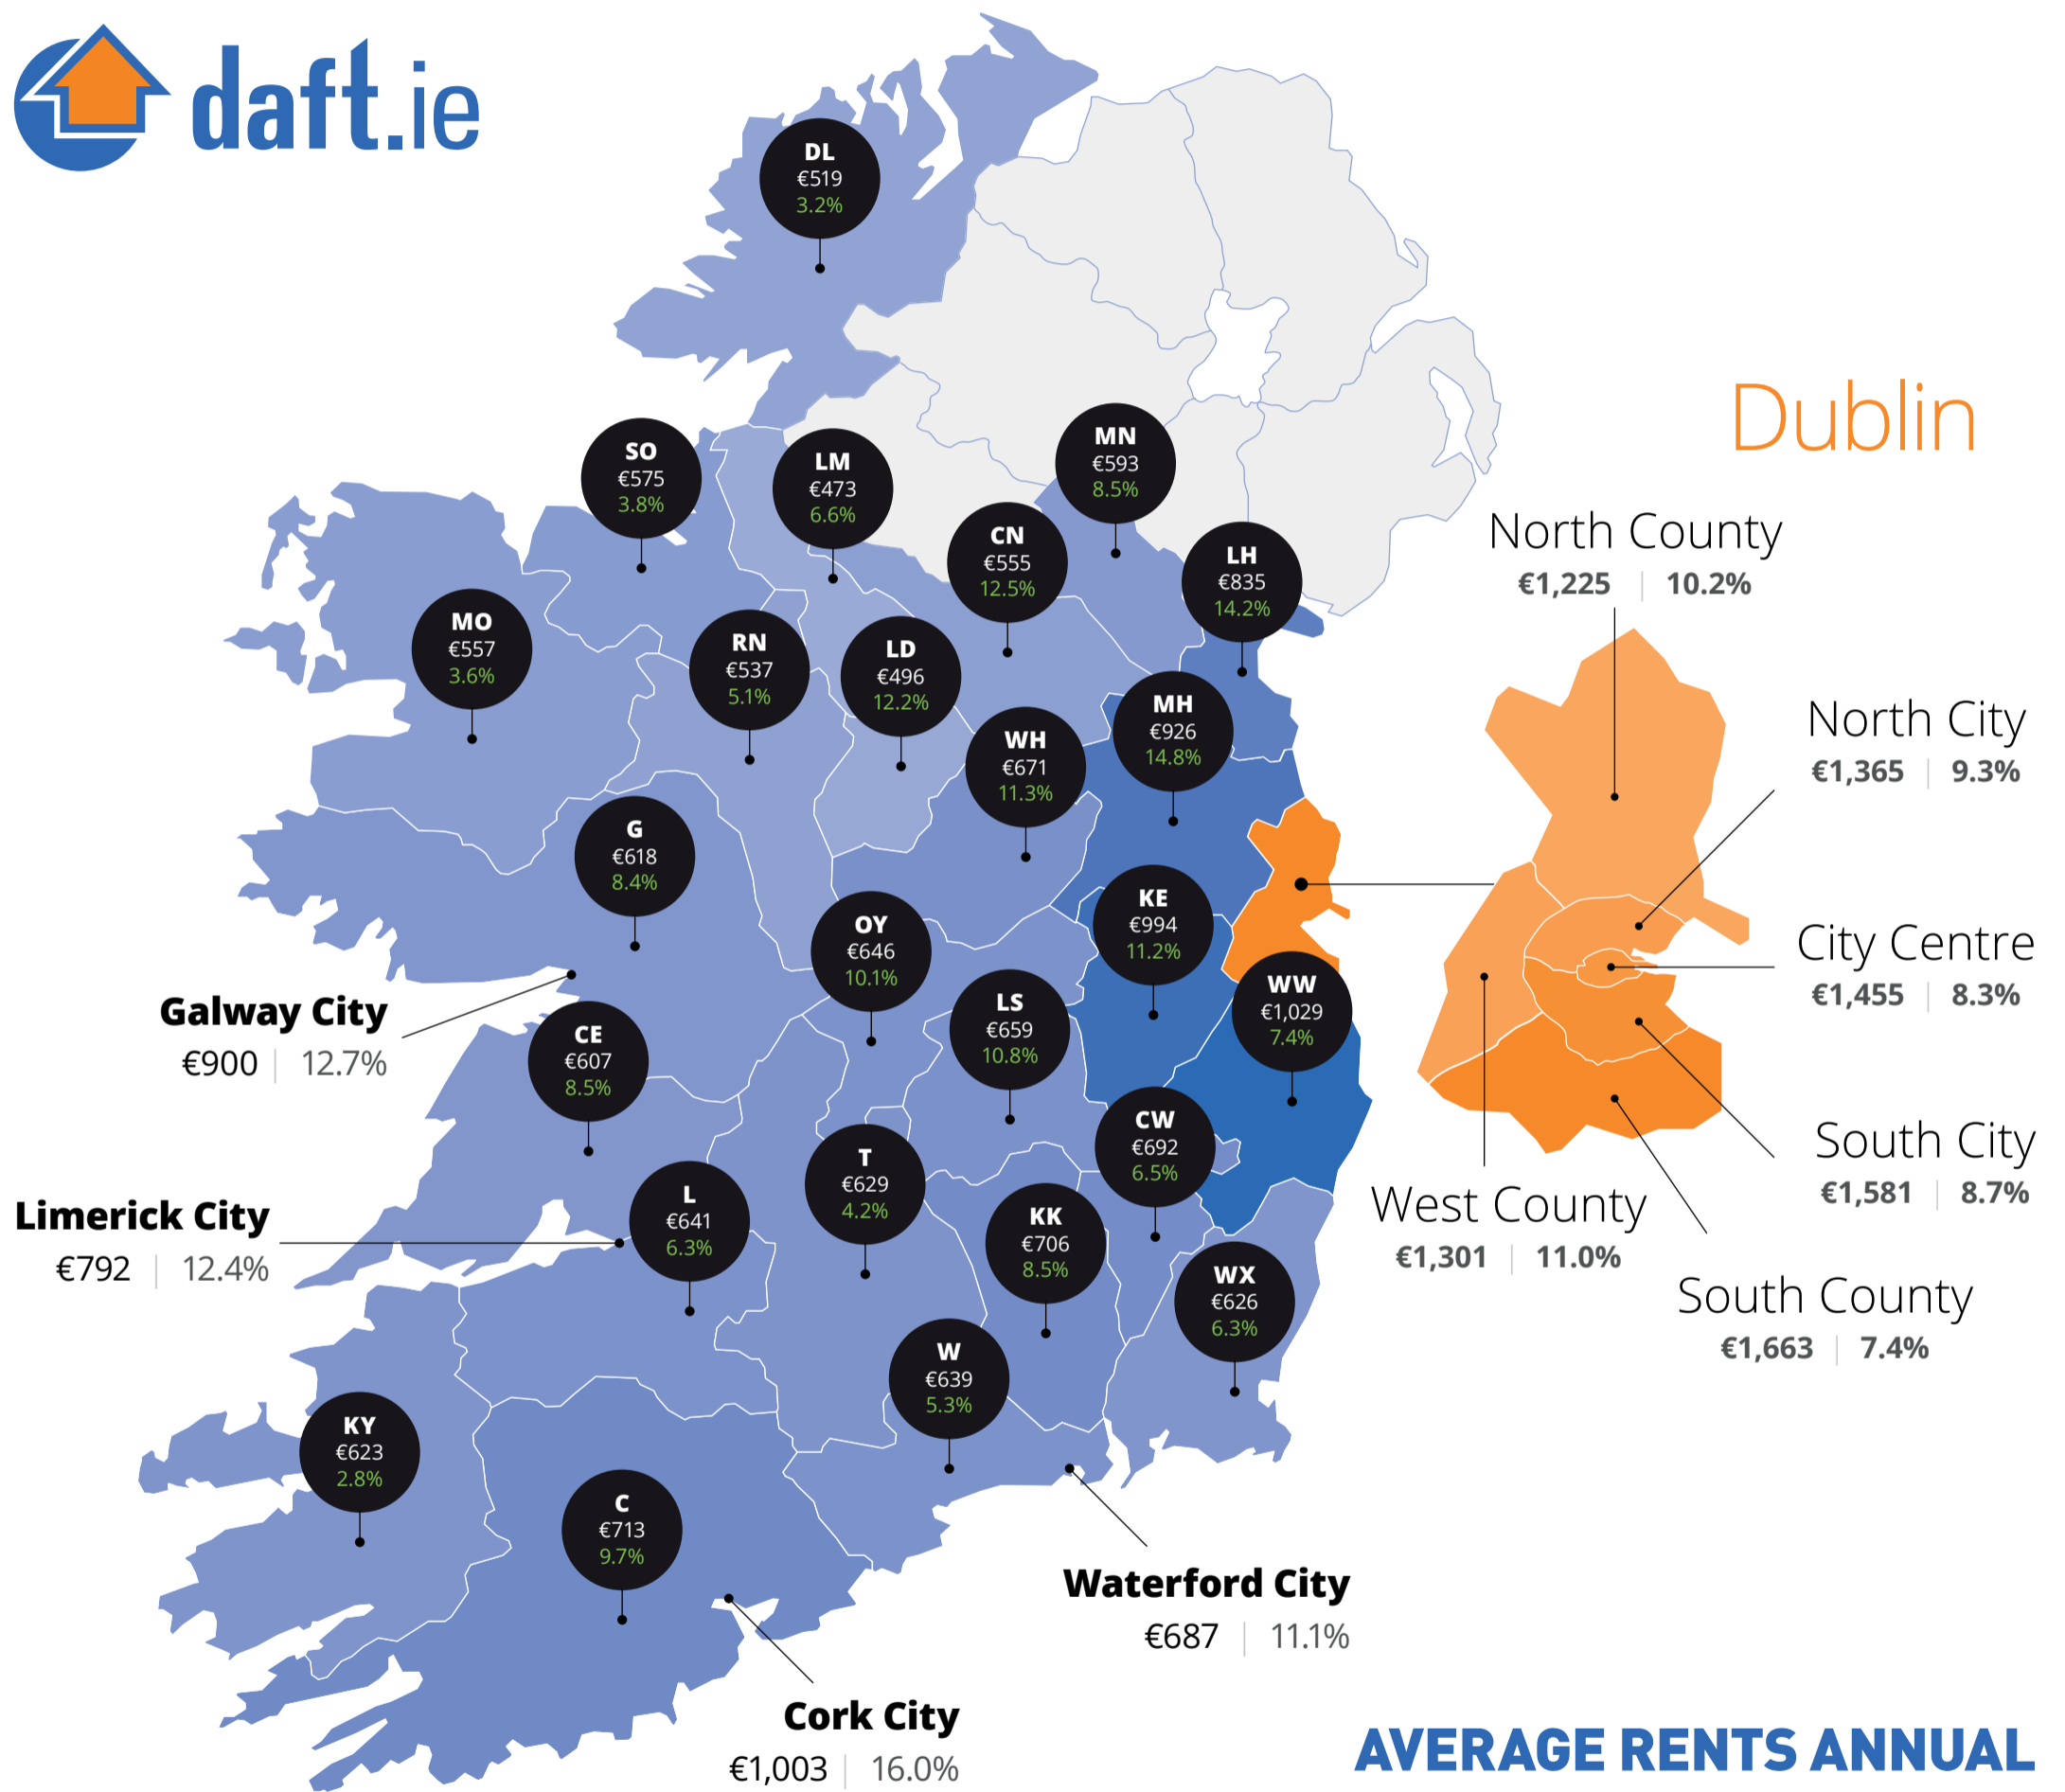 daft.ie
DL
€519
3.2%
SO
€575
3.8%
LM
€473
6.6%
MN
€593
8.5%
CN
€555
12.5%
LH
€835
14.2%
MO
€557
3.6%
RN
€537
5.1%
LD
€496
12.2%
WH
€671
11.3%
MH
€926
14.8%
G
€618
8.4%
OY
€646
10.1%
KE
€994
11.2%
LS
€659
10.8%
WW
€1,029
7.4%
Galway City
€900 | 12.7%
CE
€607
8.5%
CW
€692
6.5%
T
€629
4.2%
L
€641
6.3%
Limerick City
€792 | 12.4%
KK
€706
8.5%
WX
€626
6.3%
W
€639
5.3%
KY
€623
2.8%
C
€713
9.7%
Waterford City
€687 | 11.1%
Cork City
€1,003 | 16.0%
Dublin
North County
€1,225 | 10.2%
North City
€1,365 | 9.3%
City Centre
€1,455 | 8.3%
South City
€1,581 | 8.7%
West County
€1,301 | 11.0%
South County
€1,663 | 7.4%
AVERAGE RENTS ANNUAL